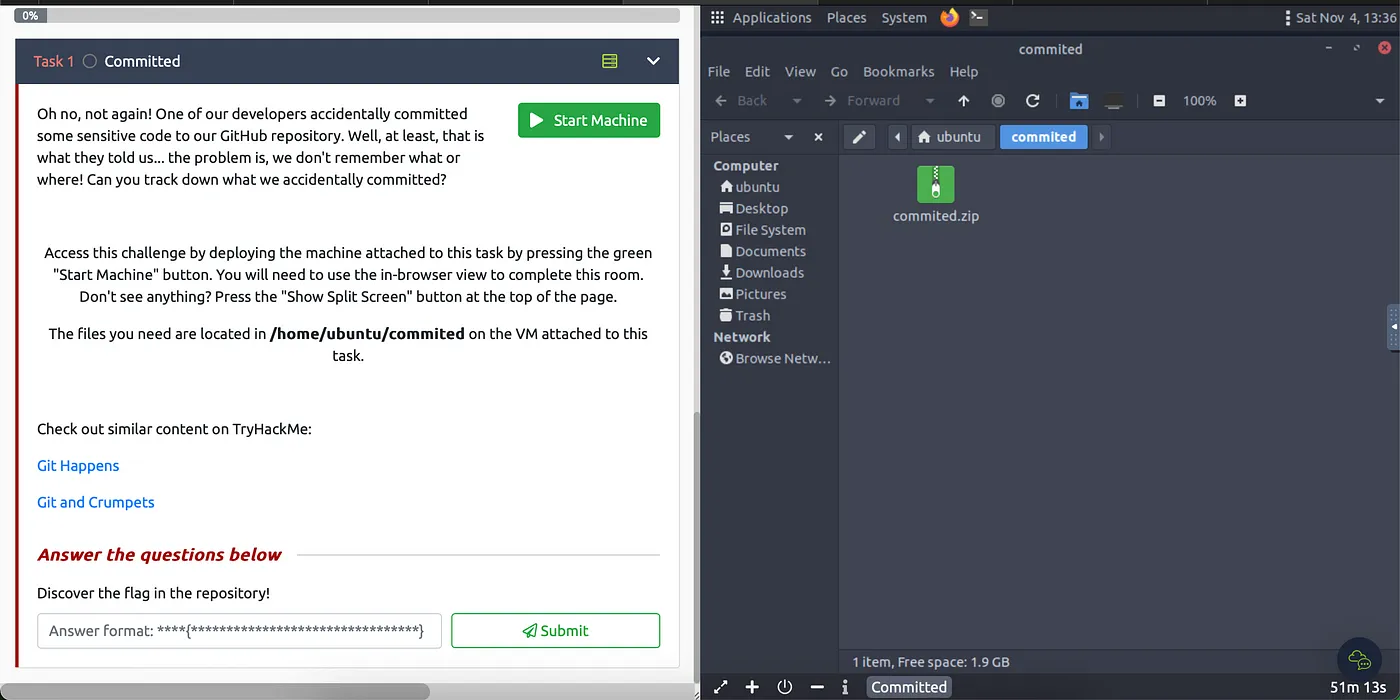 0%
Task 1 Committed
Oh no, not again! One of our developers accidentally committed
some sensitive code to our GitHub repository. Well, at least, that is
what they told us... the problem is, we don't remember what or
where! Can you track down what we accidentally committed?
Start Machine
Access this challenge by deploying the machine attached to this task by pressing the green
"Start Machine" button. You will need to use the in-browser view to complete this room.
Don't see anything? Press the "Show Split Screen" button at the top of the page.
The files you need are located in /home/ubuntu/commited on the VM attached to this
task.
Check out similar content on TryHackMe:
Git Happens
Git and Crumpets
Answer the questions below
Discover the flag in the repository!
Answer format: ****{********************************}
Submit
Applications Places System Sat Nov 4, 13:36
commited
File Edit View Go Bookmarks Help
Back Forward 100%
Places ubuntu commited
Computer
ubuntu
Desktop
File System
Documents
Downloads
Pictures
Trash
Network
Browse Netw...
commited.zip
1 item, Free space: 1.9 GB
Committed 51m 13s